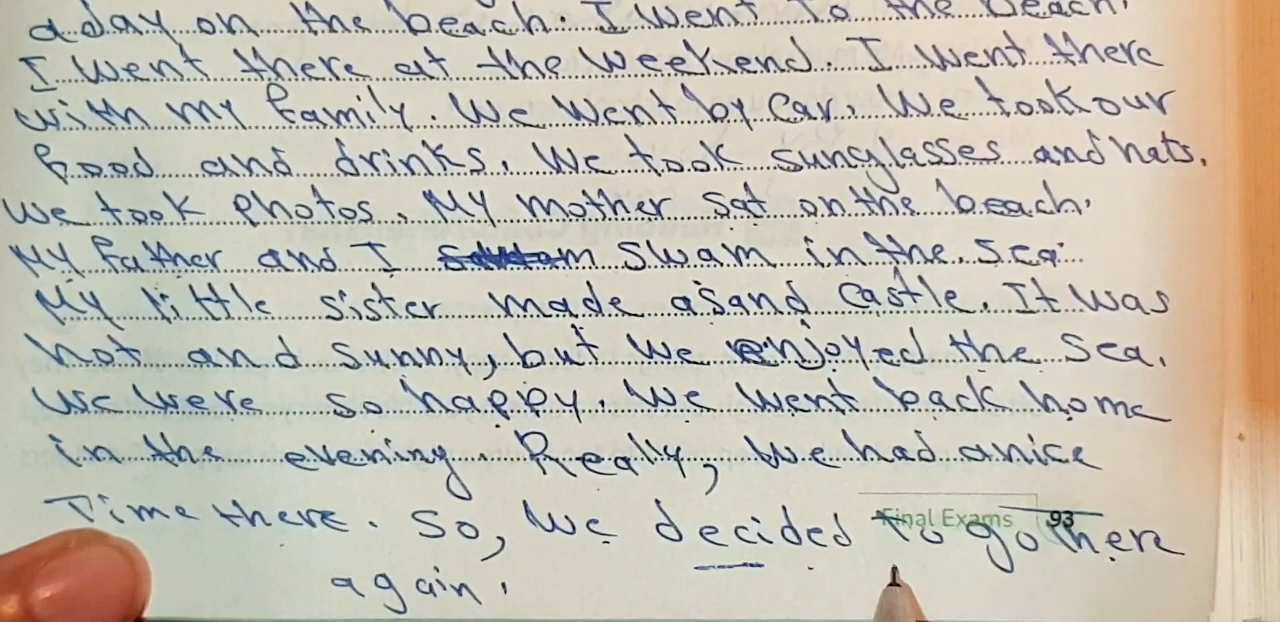 a day on the beach. I went to the beach.
I went there at the weekend. I went there
with my family. We went by car. We took our
food and drinks. We took sunglasses and hats.
We took photos. My mother sat on the beach.
My father and I swam in the sea.
My little sister made a sand castle. It was
hot and sunny, but we enjoyed the sea.
We were so happy. We went back home
in the evening. Really, we had a nice
Time there. So, we decided to go there
Final Exams 93
again.